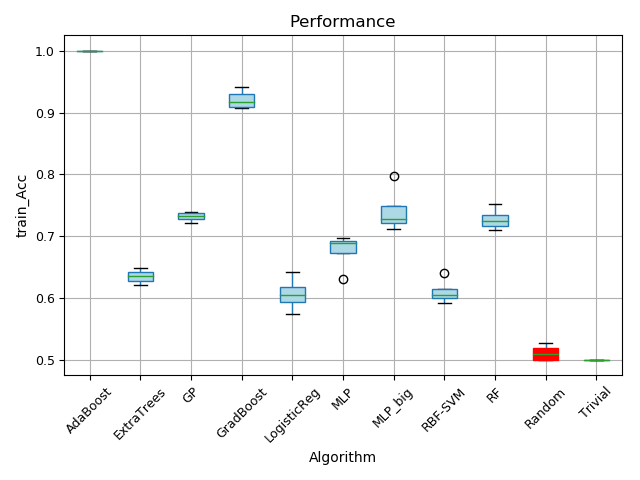 Performance
train_Acc
1.0
0.9
0.8
0.7
0.6
0.5
AdaBoost
ExtraTrees
GP
GradBoost
LogisticReg
MLP
MLP_big
RBF-SVM
RF
Random
Trivial
Algorithm